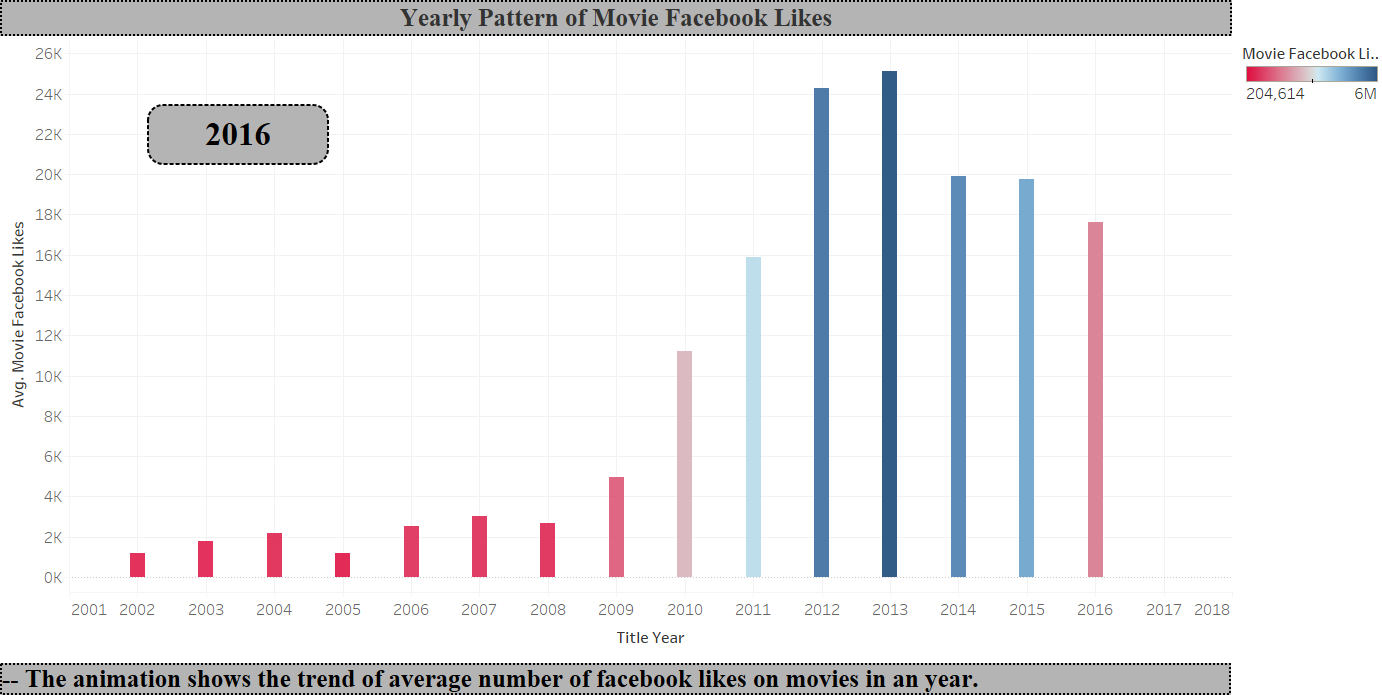 Yearly Pattern of Movie Facebook Likes
Movie Facebook Li..
204,614 6M
2016
Avg. Movie Facebook Likes
26K
24K
22K
20K
18K
16K
14K
12K
10K
8K
6K
4K
2K
0K
2001 2002 2003 2004 2005 2006 2007 2008 2009 2010 2011 2012 2013 2014 2015 2016 2017 2018
Title Year
-- The animation shows the trend of average number of facebook likes on movies in an year.